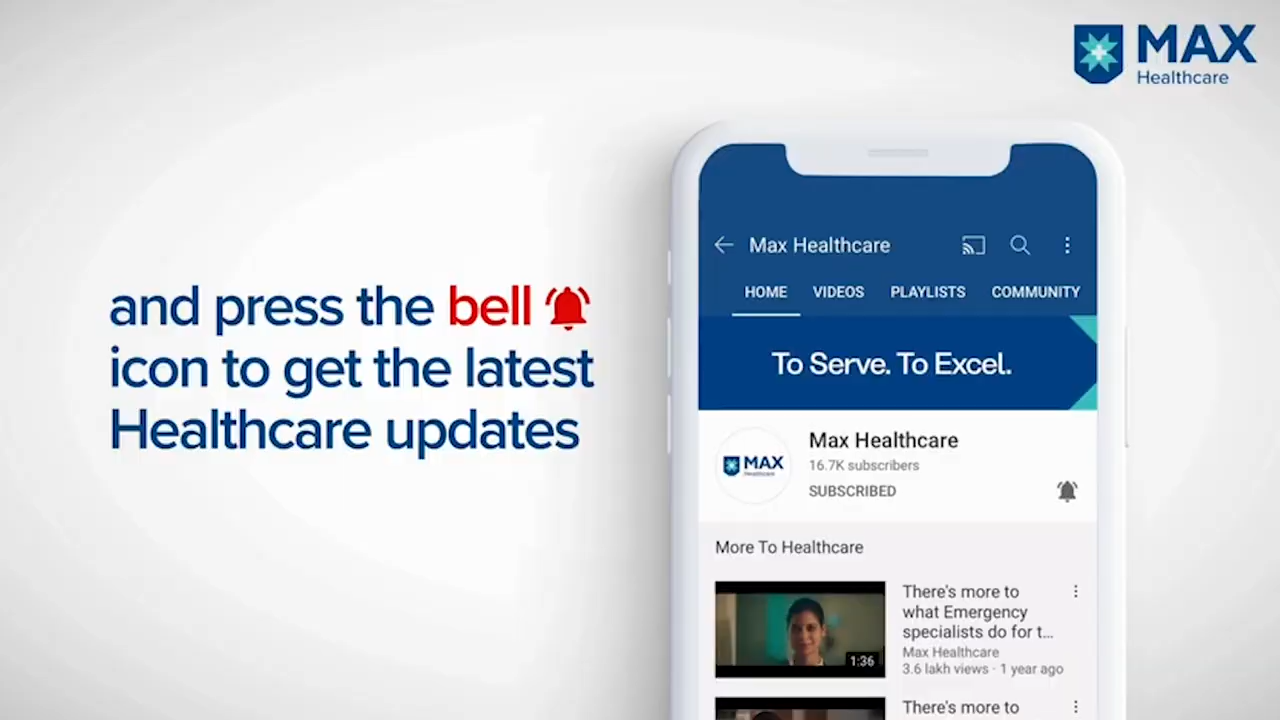 MAX
Healthcare
and press the bell
icon to get the latest
Healthcare updates
Max Healthcare
HOME VIDEOS PLAYLISTS COMMUNITY
To Serve. To Excel.
MAX
Healthcare
Max Healthcare
16.7K subscribers
SUBSCRIBED
More To Healthcare
1:36
There's more to
what Emergency
specialists do for t...
Max Healthcare
3.6 lakh views · 1 year ago
There's more to